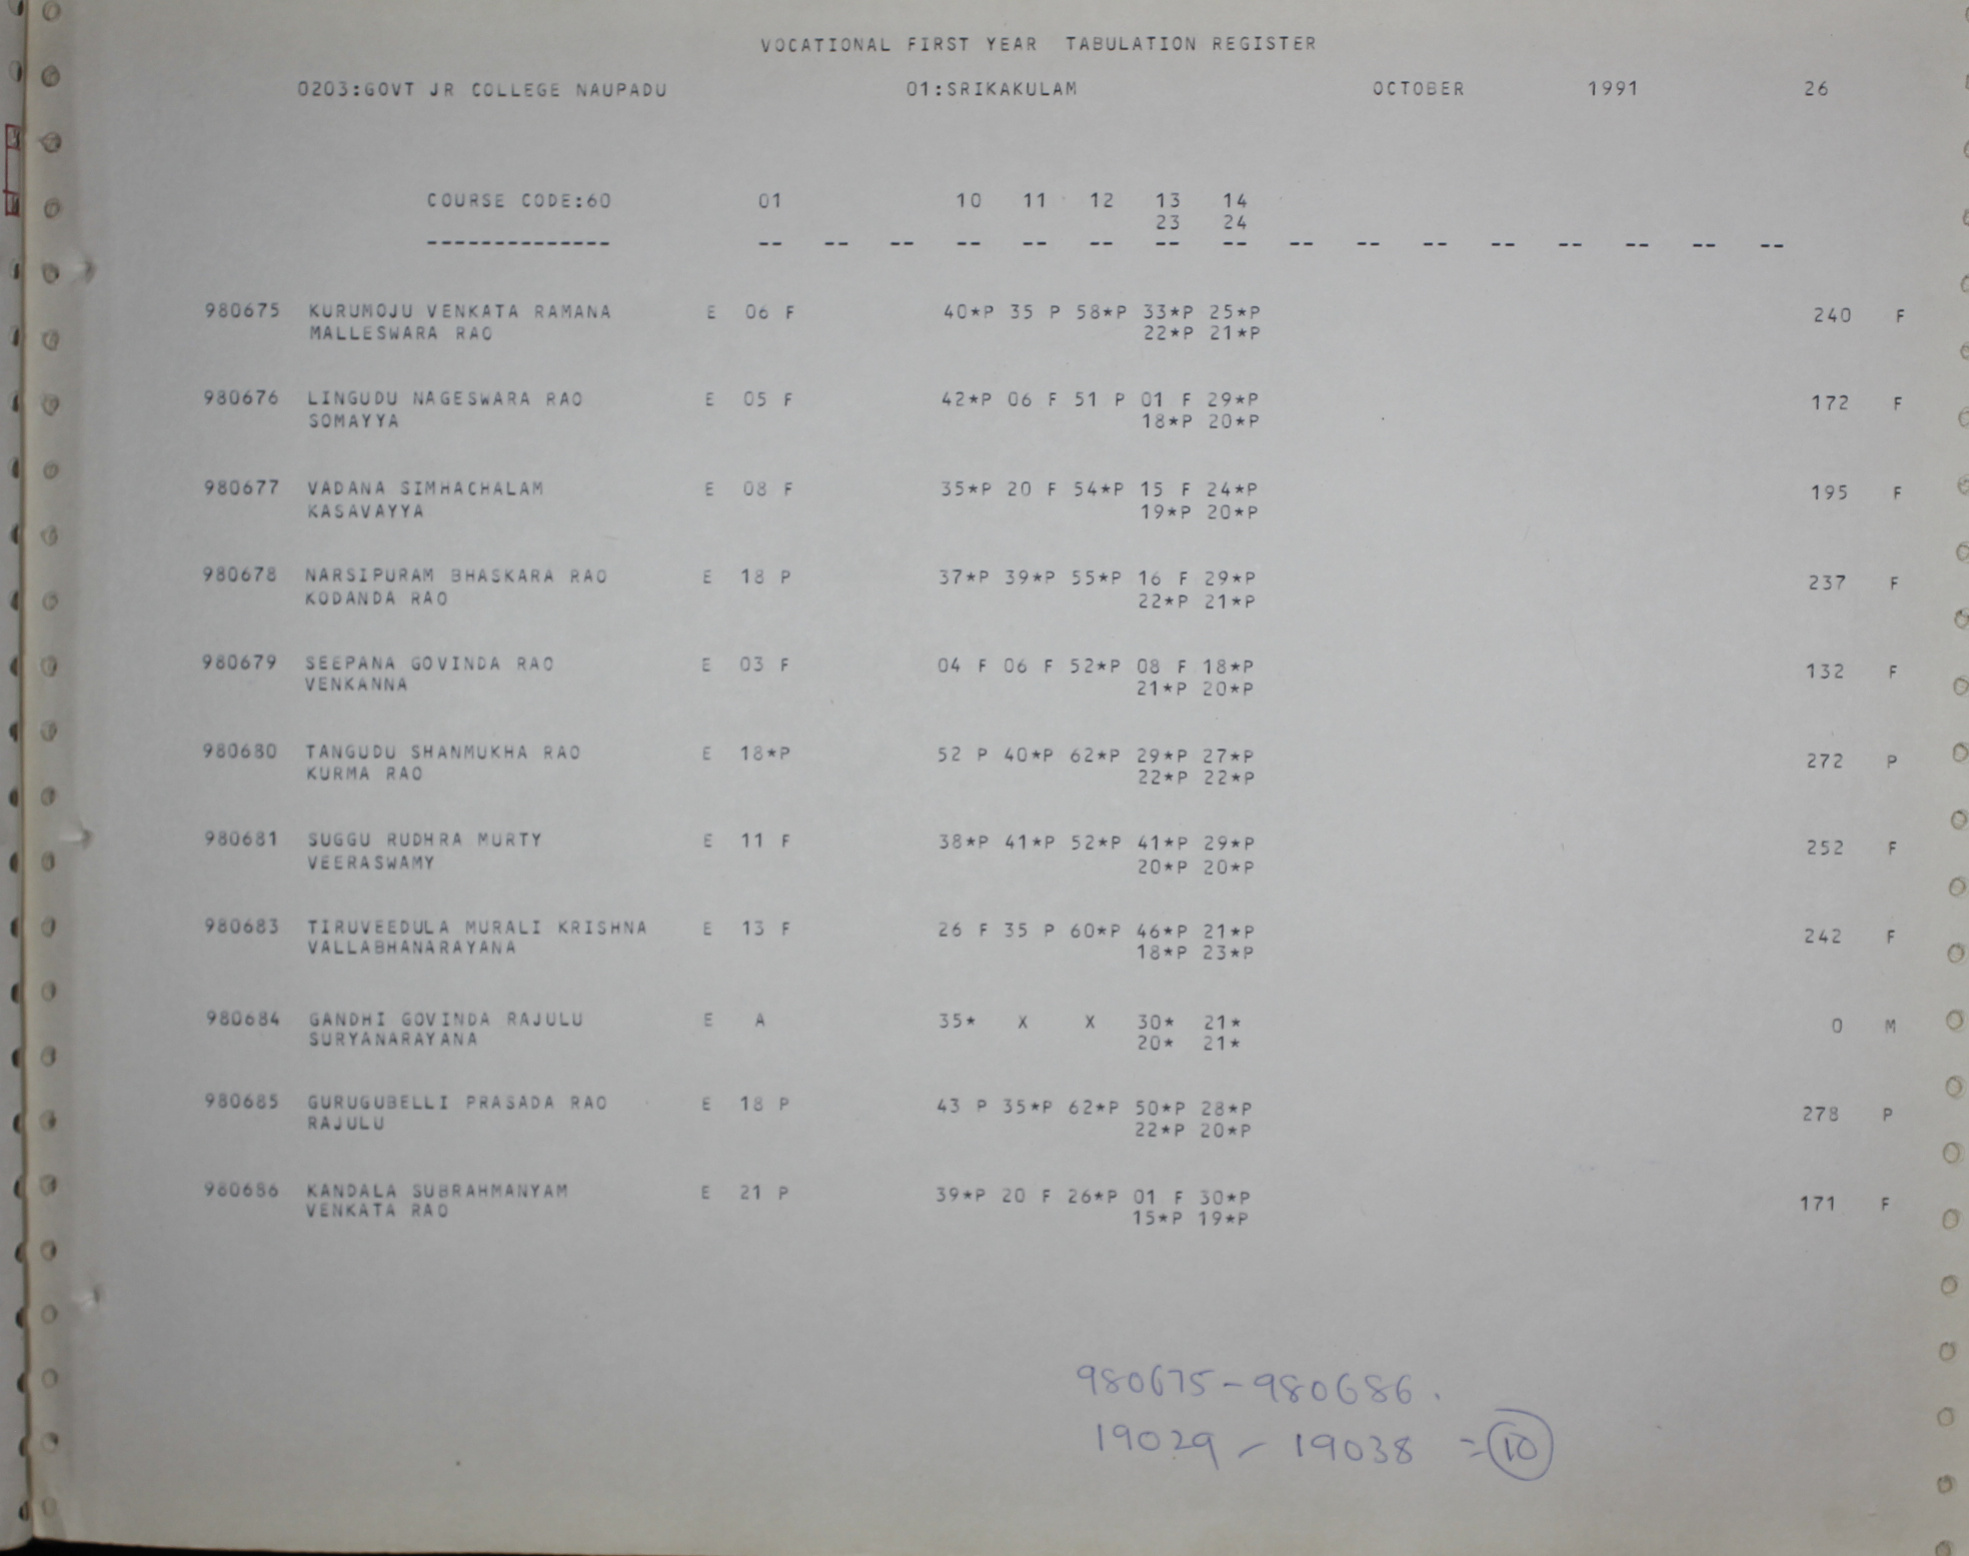 VOCATIONAL FIRST YEAR TABULATION REGISTER
0203:GOVT JR COLLEGE NAUPADU 01:SRIKAKULAM OCTOBER 1991 26
COURSE CODE:60 01 10 11 12 13 14
23 24
-------------- -- -- -- -- -- -- -- -- -- -- -- -- -- -- -- --
980675 KURUMOJU VENKATA RAMANA E 06 F 40*P 35 P 58*P 33*P 25*P 240 F
MALLESWARA RAO 22*P 21*P
980676 LINGUDU NAGESWARA RAO E 05 F 42*P 06 F 51 P 01 F 29*P 172 F
SOMAYYA 18*P 20*P
980677 VADANA SIMHACHALAM E 08 F 35*P 20 F 54*P 15 F 24*P 195 F
KASAVAYYA 19*P 20*P
980678 NARSIPURAM BHASKARA RAO E 18 P 37*P 39*P 55*P 16 F 29*P 237 F
KODANDA RAO 22*P 21*P
980679 SEEPANA GOVINDA RAO E 03 F 04 F 06 F 52*P 08 F 18*P 132 F
VENKANNA 21*P 20*P
980680 TANGUDU SHANMUKHA RAO E 18*P 52 P 40*P 62*P 29*P 27*P 272 P
KURMA RAO 22*P 22*P
980681 SUGGU RUDHRA MURTY E 11 F 38*P 41*P 52*P 41*P 29*P 252 F
VEERASWAMY 20*P 20*P
980683 TIRUVEEDULA MURALI KRISHNA E 13 F 26 F 35 P 60*P 46*P 21*P 242 F
VALLABHANARAYANA 18*P 23*P
980684 GANDHI GOVINDA RAJULU E A 35* X X 30* 21* 0 M
SURYANARAYANA 20* 21*
980685 GURUGUBELLI PRASADA RAO E 18 P 43 P 35*P 62*P 50*P 28*P 278 P
RAJULU 22*P 20*P
980686 KANDALA SUBRAHMANYAM E 21 P 39*P 20 F 26*P 01 F 30*P 171 F
VENKATA RAO 15*P 19*P
980675-980686.
19029 - 19038 = 10